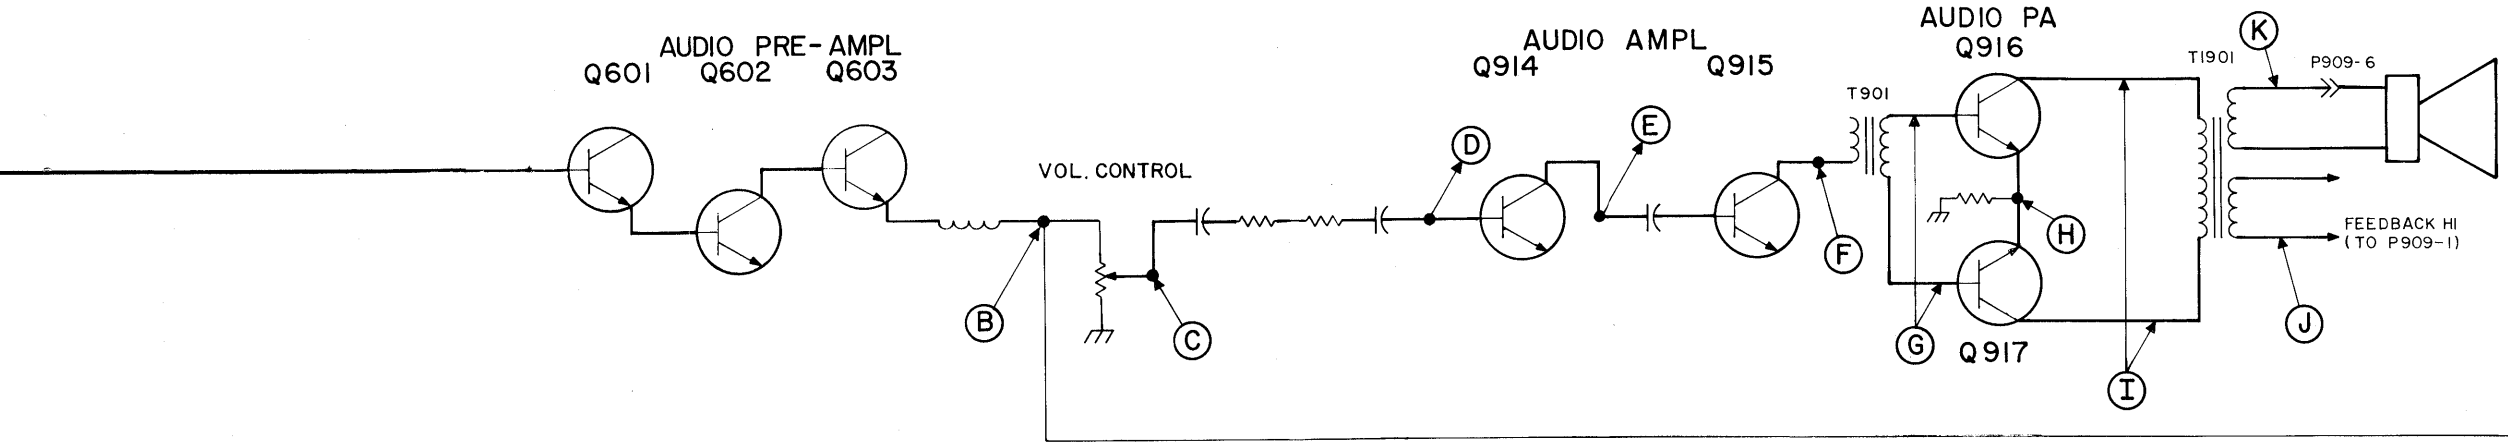 AUDIO PRE-AMPL
Q601 Q602 Q603
VOL. CONTROL
B
C
AUDIO AMPL
Q914 Q915
D
E
F
T901
AUDIO PA
Q916
G
Q917
H
I
T1901
K
P909-6
FEEDBACK HI
(TO P909-1)
J